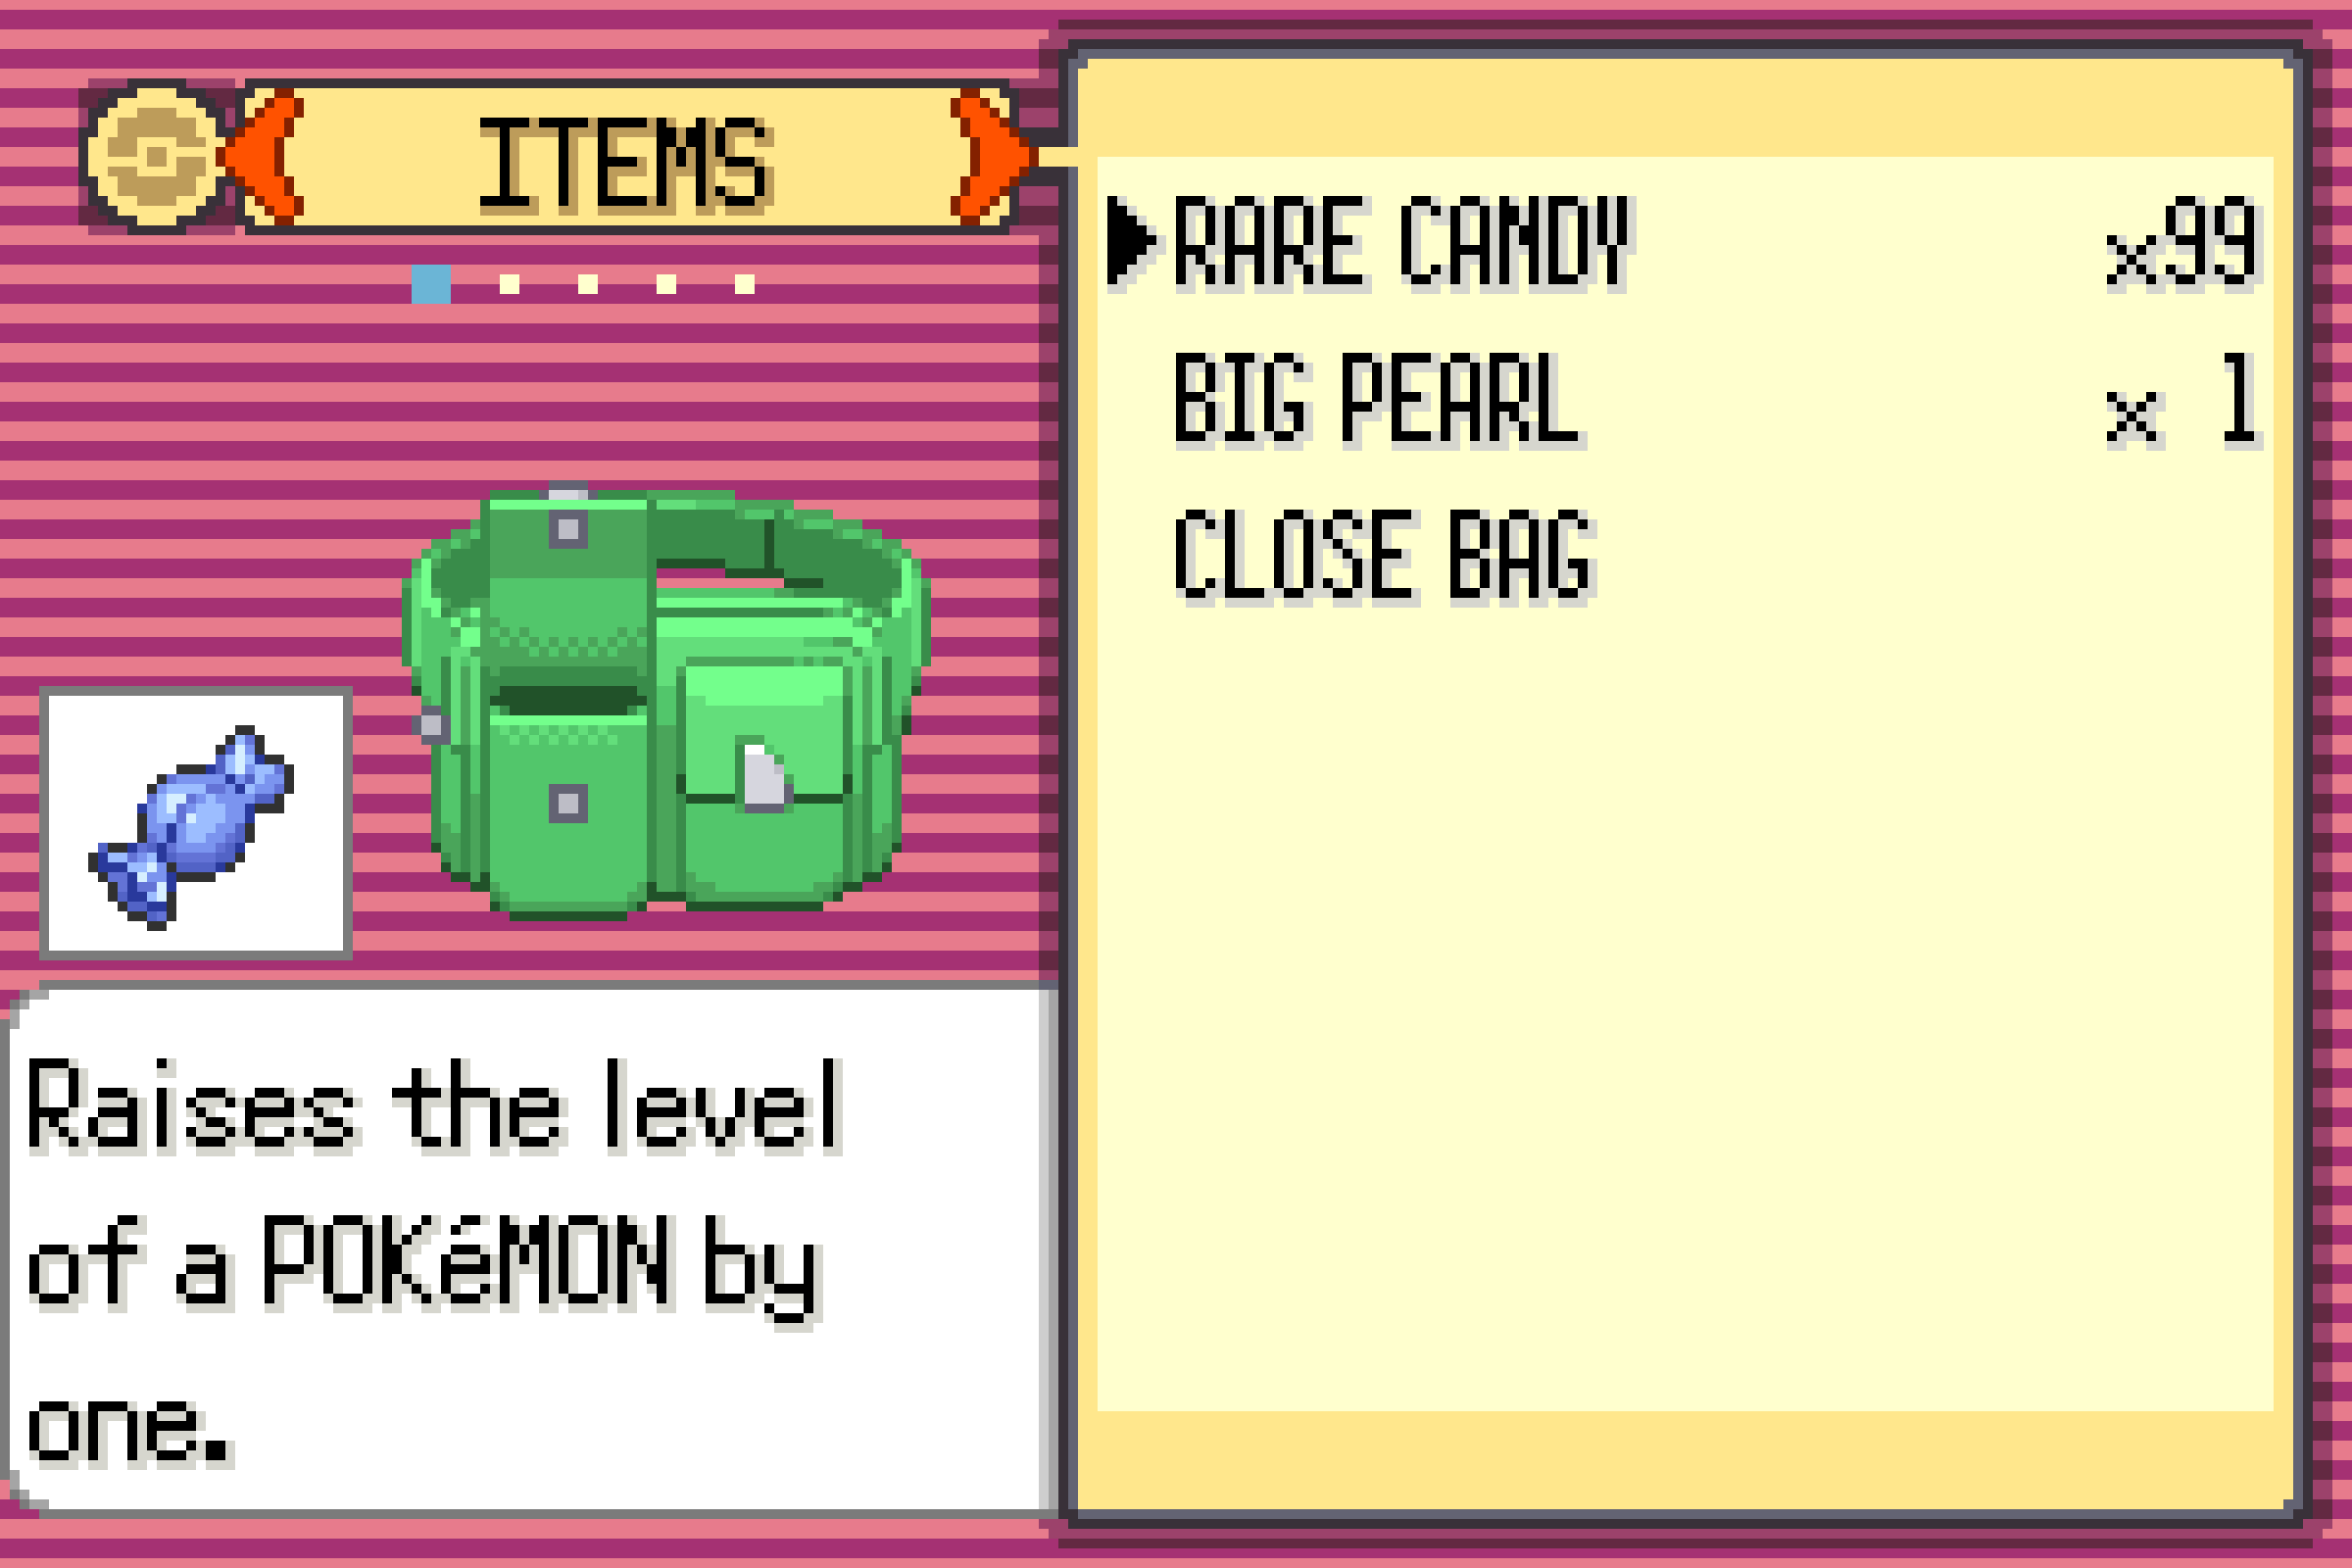 ITEMS
RARE CANDY x99
BIG PEARL x 1
CLOSE BAG
Raises the level
of a POKéMON by
one.